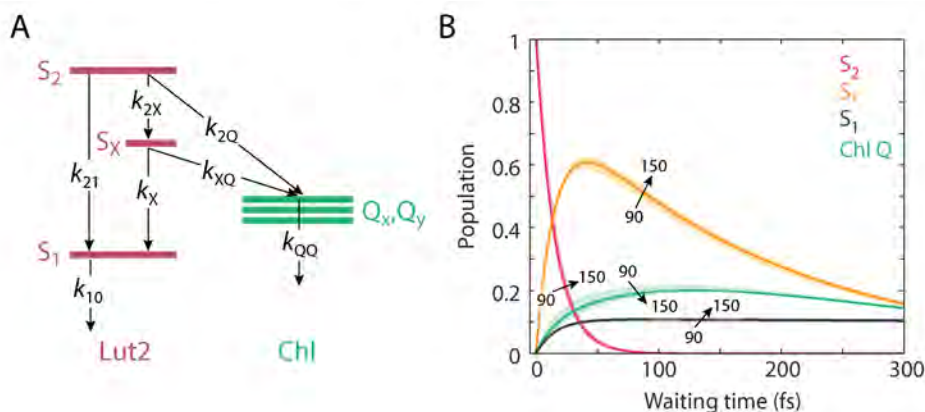 A
S2
k2X
SX
k2Q
k21
kX
kXQ
Qx,Qy
kQQ
S1
k10
Lut2
Chl
B
Population
1
0.8
0.6
0.4
0.2
0
S2
S1
Chl Q
150
90
90
150
90
150
150
90
0
100
200
300
Waiting time (fs)